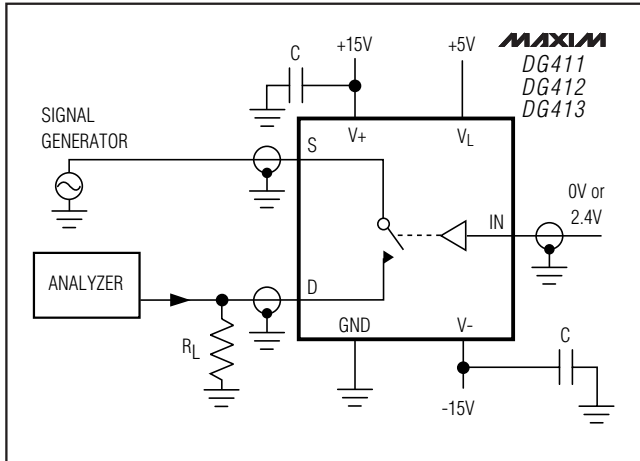 C
+15V
+5V
MAXIM
DG411
DG412
DG413
SIGNAL
GENERATOR
V+
VL
S
0V or
2.4V
IN
ANALYZER
D
RL
GND
V-
C
-15V